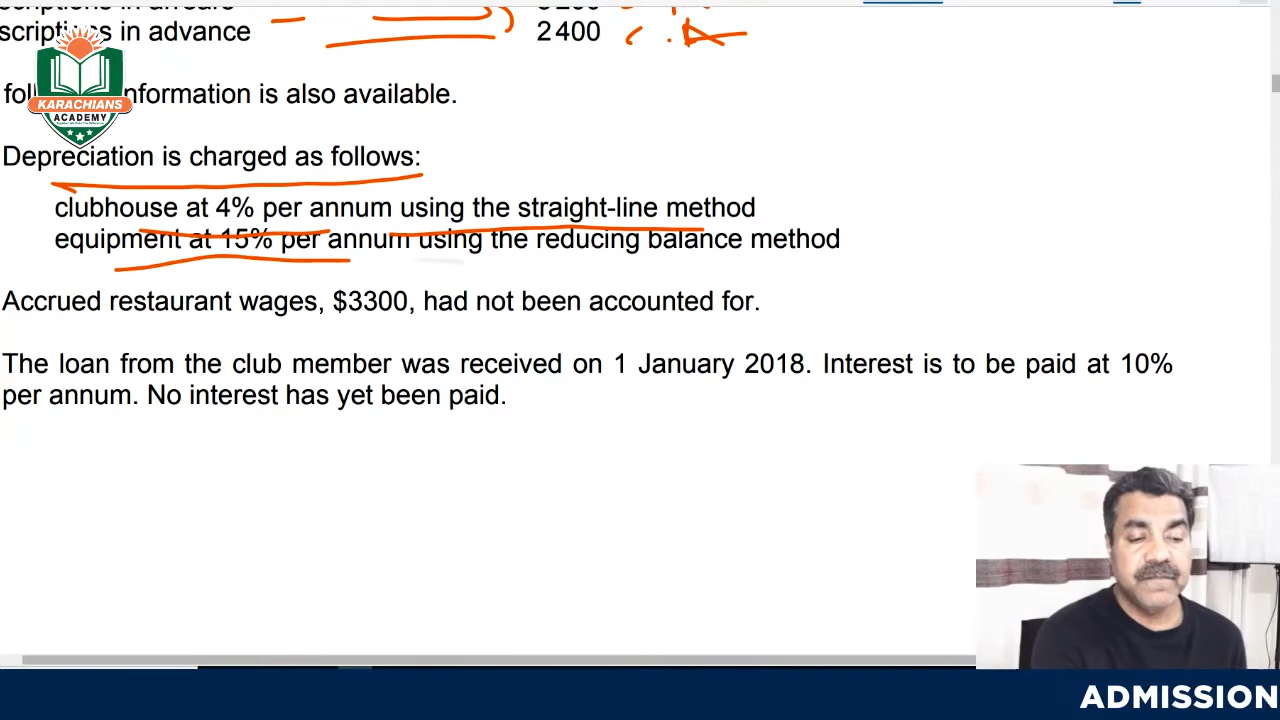 in advance 2400
information is also available.
KARACHIANS
ACADEMY
Depreciation is charged as follows:
clubhouse at 4% per annum using the straight-line method
equipment at 15% per annum using the reducing balance method
Accrued restaurant wages, $3300, had not been accounted for.
The loan from the club member was received on 1 January 2018. Interest is to be paid at 10%
per annum. No interest has yet been paid.
ADMISSION